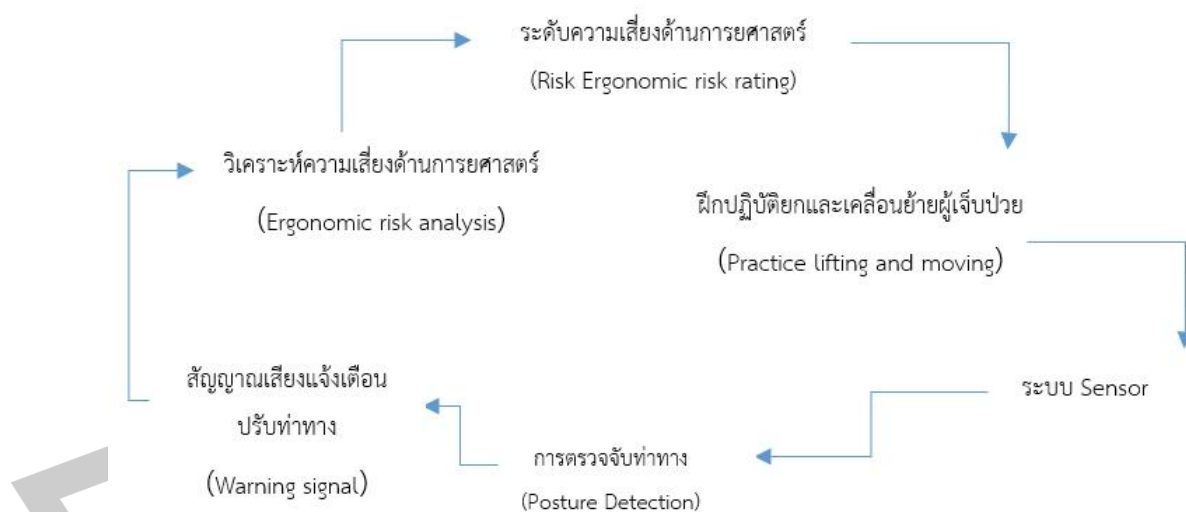 ระดับความเสี่ยงด้านการยศาสตร์
(Risk Ergonomic risk rating)
วิเคราะห์ความเสี่ยงด้านการยศาสตร์
(Ergonomic risk analysis)
ฝึกปฏิบัติยกและเคลื่อนย้ายผู้เจ็บป่วย
(Practice lifting and moving)
สัญญาณเสียงแจ้งเตือน
ปรับท่าทาง
(Warning signal)
ระบบ Sensor
การตรวจจับท่าทาง
(Posture Detection)